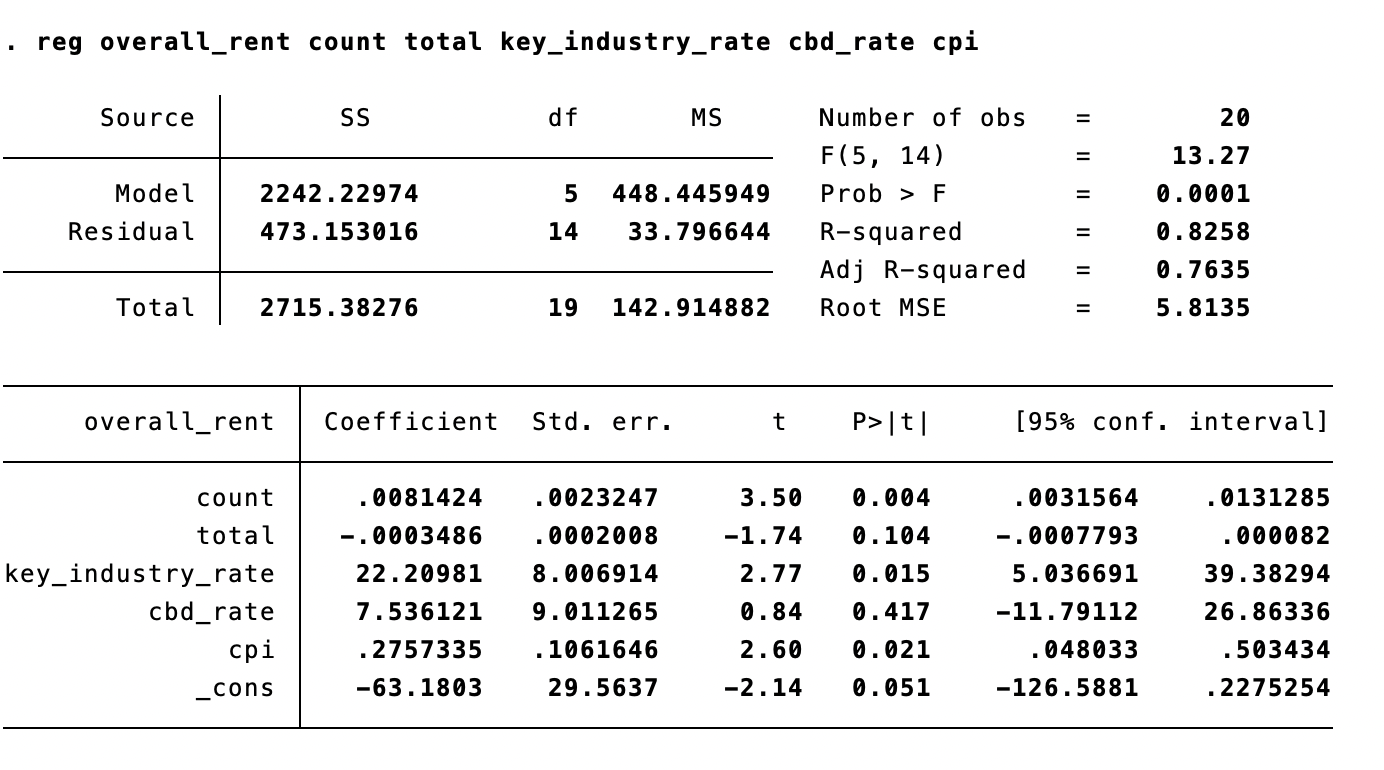 . reg overall_rent count total key_industry_rate cbd_rate cpi
Source SS df MS Number of obs = 20
F(5, 14) = 13.27
Model 2242.22974 5 448.445949 Prob > F = 0.0001
Residual 473.153016 14 33.796644 R-squared = 0.8258
Adj R-squared = 0.7635
Total 2715.38276 19 142.914882 Root MSE = 5.8135
overall_rent Coefficient Std. err. t P>|t| [95% conf. interval]
count .0081424 .0023247 3.50 0.004 .0031564 .0131285
total -.0003486 .0002008 -1.74 0.104 -.0007793 .000082
key_industry_rate 22.20981 8.006914 2.77 0.015 5.036691 39.38294
cbd_rate 7.536121 9.011265 0.84 0.417 -11.79112 26.86336
cpi .2757335 .1061646 2.60 0.021 .048033 .503434
_cons -63.1803 29.5637 -2.14 0.051 -126.5881 .2275254